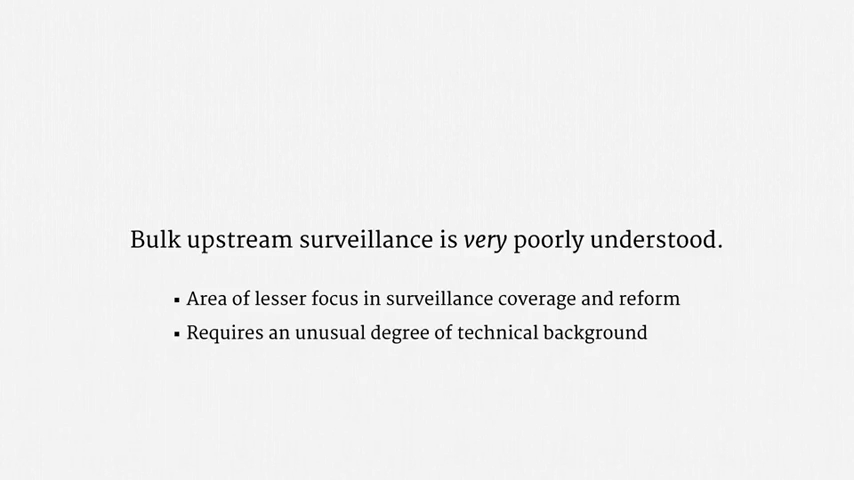 Bulk upstream surveillance is very poorly understood.
▪ Area of lesser focus in surveillance coverage and reform
▪ Requires an unusual degree of technical background